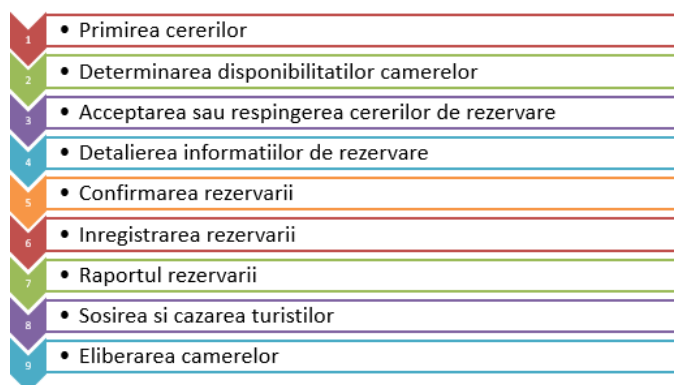 1 • Primirea cererilor
2 • Determinarea disponibilitatilor camerelor
3 • Acceptarea sau respingerea cererilor de rezervare
4 • Detalierea informatiilor de rezervare
5 • Confirmarea rezervarii
6 • Inregistrarea rezervarii
7 • Raportul rezervarii
8 • Sosirea si cazarea turistilor
9 • Eliberarea camerelor